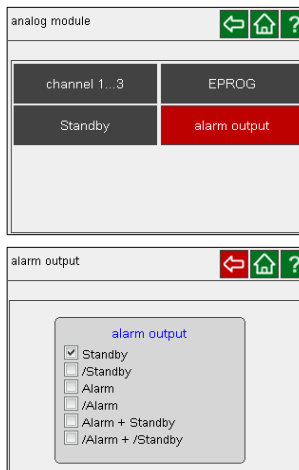 analog module
?
channel 1...3
EPROG
Standby
alarm output
alarm output
?
alarm output
Standby
/Standby
Alarm
/Alarm
Alarm + Standby
/Alarm + /Standby